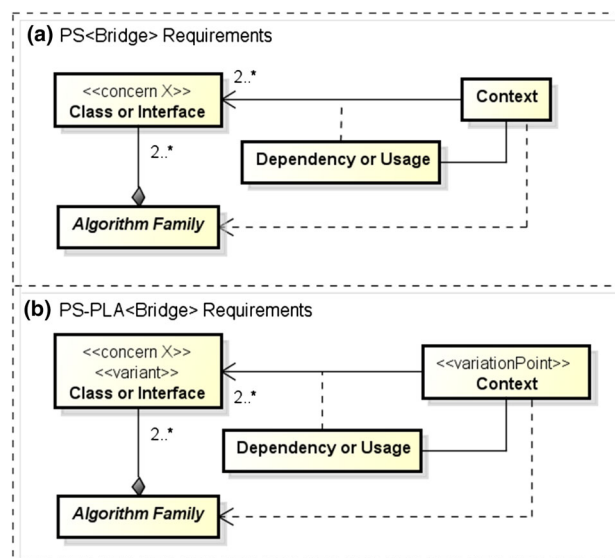 (a) PS<Bridge> Requirements
<<concern X>>
Class or Interface
2..*
Context
2..*
Dependency or Usage
Algorithm Family
(b) PS-PLA<Bridge> Requirements
<<concern X>>
<<variant>>
Class or Interface
2..*
<<variationPoint>>
Context
2..*
Dependency or Usage
Algorithm Family